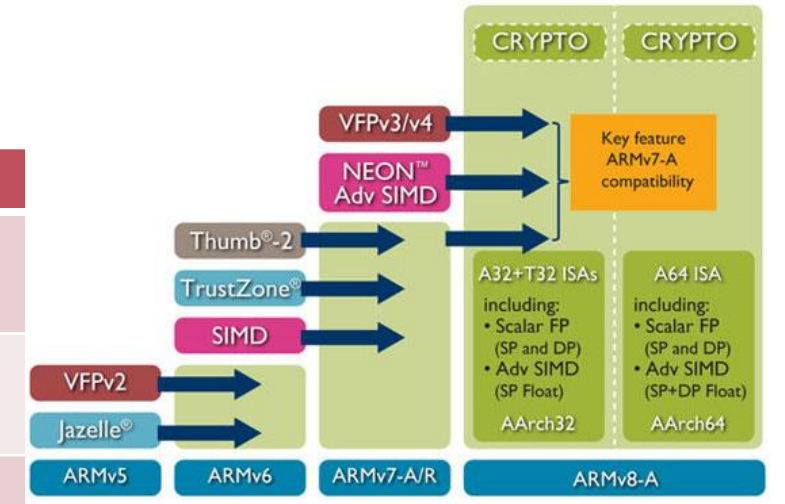 CRYPTO
CRYPTO
VFPv3/v4
Key feature
ARMv7-A
compatibility
NEON™
Adv SIMD
Thumb®-2
TrustZone®
SIMD
A32+T32 ISAs
including:
• Scalar FP
(SP and DP)
• Adv SIMD
(SP Float)
AArch32
A64 ISA
including:
• Scalar FP
(SP and DP)
• Adv SIMD
(SP+DP Float)
AArch64
VFPv2
Jazelle®
ARMv5
ARMv6
ARMv7-A/R
ARMv8-A